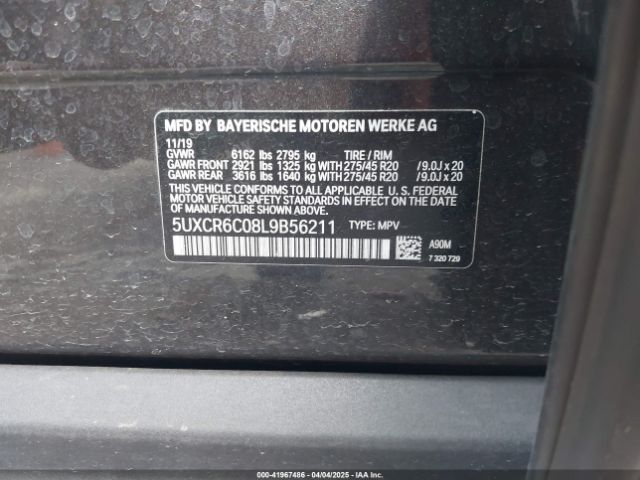 MFD BY BAYERISCHE MOTOREN WERKE AG
11/19
GVWR 6162 lbs 2795 kg TIRE / RIM
GAWR FRONT 2921 lbs 1325 kg WITH 275/45 R20 /9.0J x 20
GAWR REAR 3616 lbs 1640 kg WITH 275/45 R20 /9.0J x 20
THIS VEHICLE CONFORMS TO ALL APPLICABLE U. S. FEDERAL
MOTOR VEHICLE SAFETY STANDARDS IN EFFECT ON THE DATE
OF MANUFACTURE SHOWN ABOVE.
5UXCR6C08L9B56211 TYPE: MPV
A90M
7 320 729
000-41967486 - 04/04/2025 - IAA Inc.